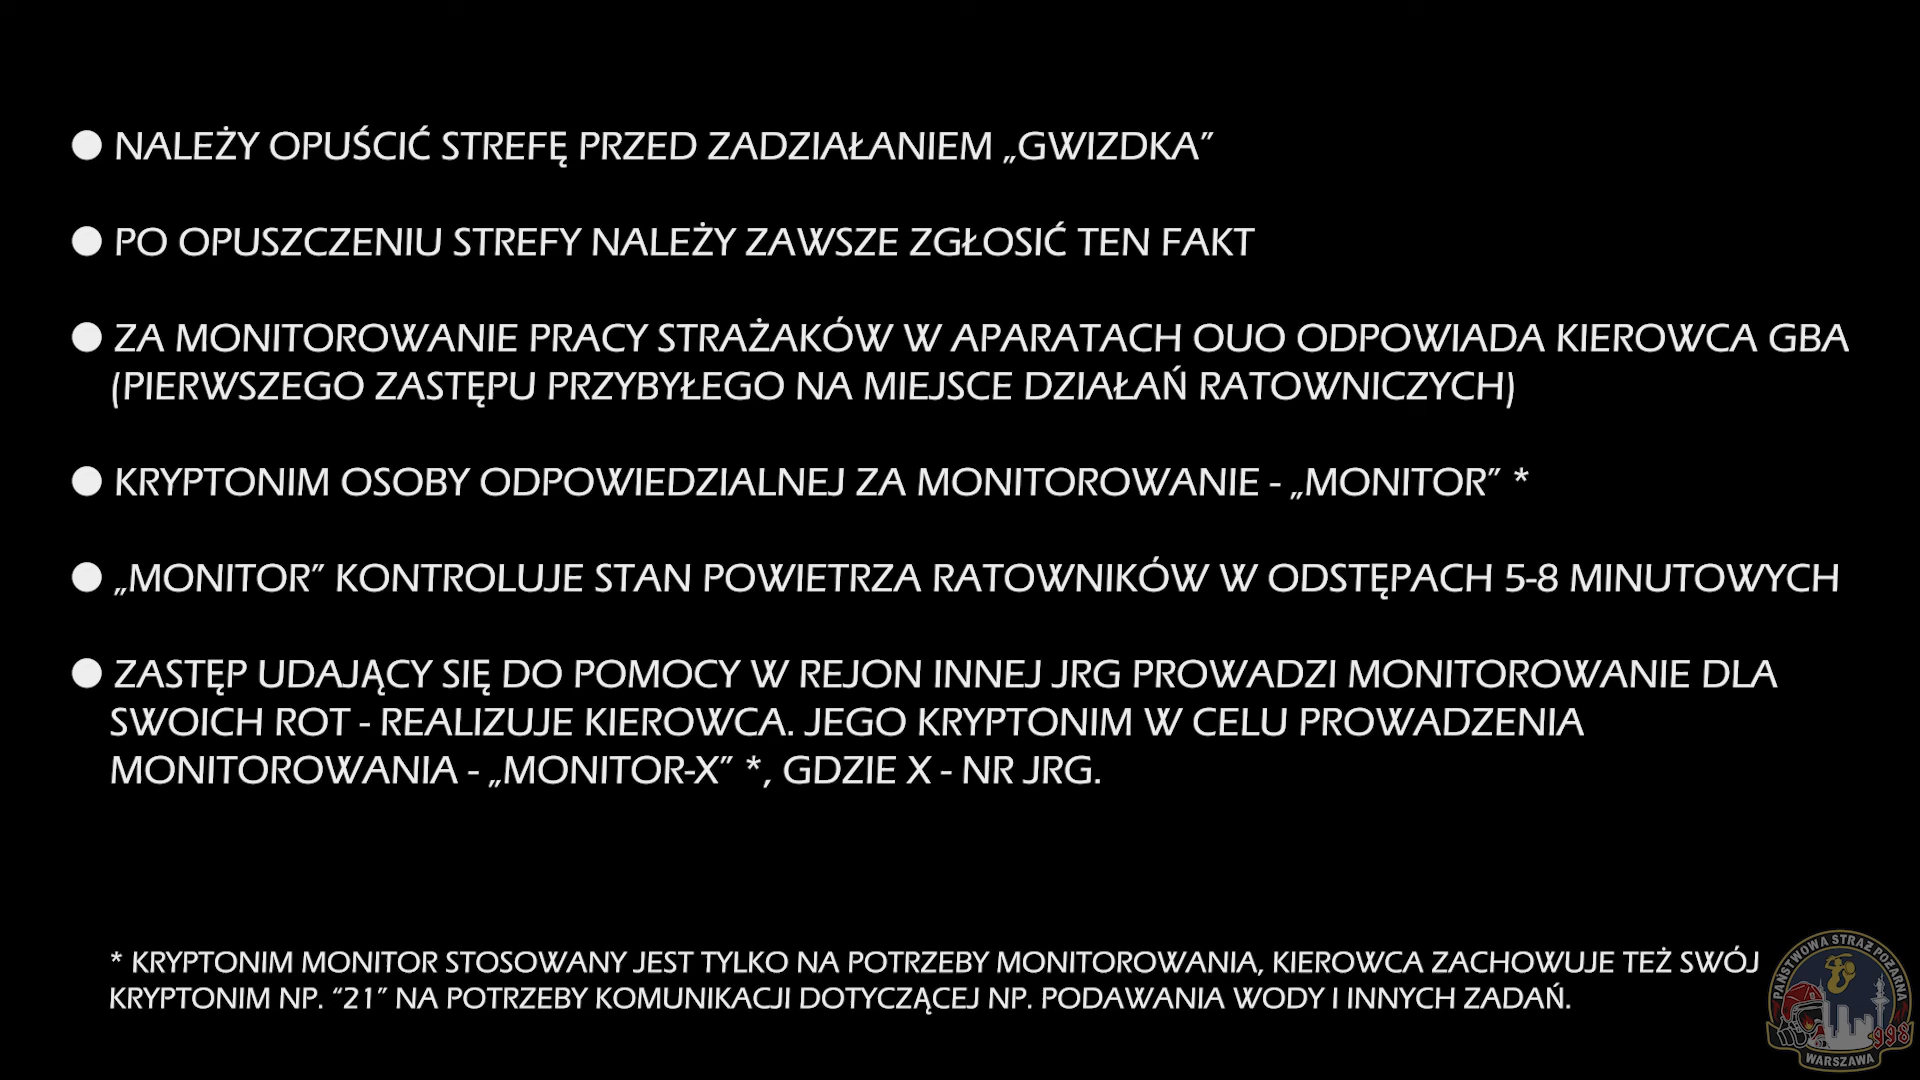 ● NALEŻY OPUŚCIĆ STREFĘ PRZED ZADZIAŁANIEM „GWIZDKA”
● PO OPUSZCZENIU STREFY NALEŻY ZAWSZE ZGŁOSIĆ TEN FAKT
● ZA MONITOROWANIE PRACY STRAŻAKÓW W APARATACH OUO ODPOWIADA KIEROWCA GBA
(PIERWSZEGO ZASTĘPU PRZYBYŁEGO NA MIEJSCE DZIAŁAŃ RATOWNICZYCH)
● KRYPTONIM OSOBY ODPOWIEDZIALNEJ ZA MONITOROWANIE - „MONITOR” *
● „MONITOR” KONTROLUJE STAN POWIETRZA RATOWNIKÓW W ODSTĘPACH 5-8 MINUTOWYCH
● ZASTĘP UDAJĄCY SIĘ DO POMOCY W REJON INNEJ JRG PROWADZI MONITOROWANIE DLA
SWOICH ROT - REALIZUJE KIEROWCA. JEGO KRYPTONIM W CELU PROWADZENIA
MONITOROWANIA - „MONITOR-X” *, GDZIE X - NR JRG.
* KRYPTONIM MONITOR STOSOWANY JEST TYLKO NA POTRZEBY MONITOROWANIA, KIEROWCA ZACHOWUJE TEŻ SWÓJ
KRYPTONIM NP. “21” NA POTRZEBY KOMUNIKACJI DOTYCZĄCEJ NP. PODAWANIA WODY I INNYCH ZADAŃ.
PAŃSTWOWA STRAŻ POŻARNA
998
WARSZAWA